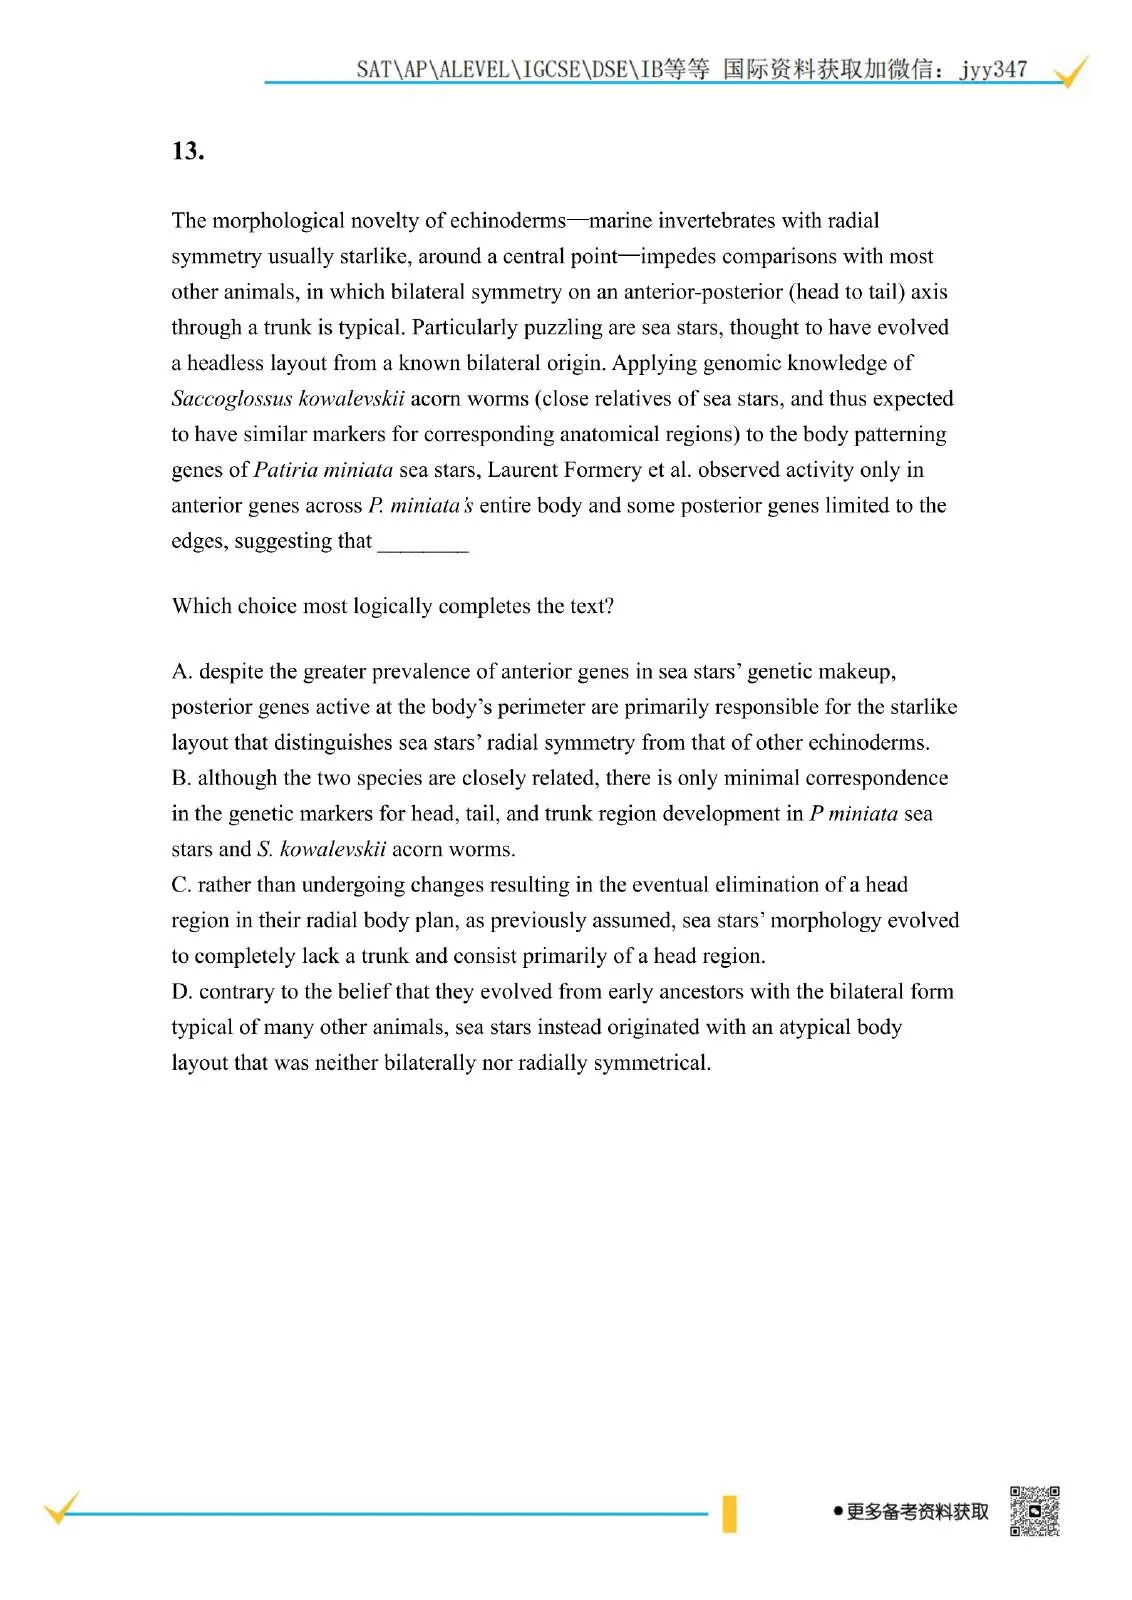 SAT\AP\ALEVEL\IGCSE\DSE\IB等等 国际资料获取加微信：jyy347
13.
The morphological novelty of echinoderms—marine invertebrates with radial
symmetry usually starlike, around a central point—impedes comparisons with most
other animals, in which bilateral symmetry on an anterior-posterior (head to tail) axis
through a trunk is typical. Particularly puzzling are sea stars, thought to have evolved
a headless layout from a known bilateral origin. Applying genomic knowledge of
Saccoglossus kowalevskii acorn worms (close relatives of sea stars, and thus expected
to have similar markers for corresponding anatomical regions) to the body patterning
genes of Patiria miniata sea stars, Laurent Formery et al. observed activity only in
anterior genes across P. miniata's entire body and some posterior genes limited to the
edges, suggesting that ________
Which choice most logically completes the text?
A. despite the greater prevalence of anterior genes in sea stars' genetic makeup,
posterior genes active at the body's perimeter are primarily responsible for the starlike
layout that distinguishes sea stars' radial symmetry from that of other echinoderms.
B. although the two species are closely related, there is only minimal correspondence
in the genetic markers for head, tail, and trunk region development in P miniata sea
stars and S. kowalevskii acorn worms.
C. rather than undergoing changes resulting in the eventual elimination of a head
region in their radial body plan, as previously assumed, sea stars' morphology evolved
to completely lack a trunk and consist primarily of a head region.
D. contrary to the belief that they evolved from early ancestors with the bilateral form
typical of many other animals, sea stars instead originated with an atypical body
layout that was neither bilaterally nor radially symmetrical.
•更多备考资料获取